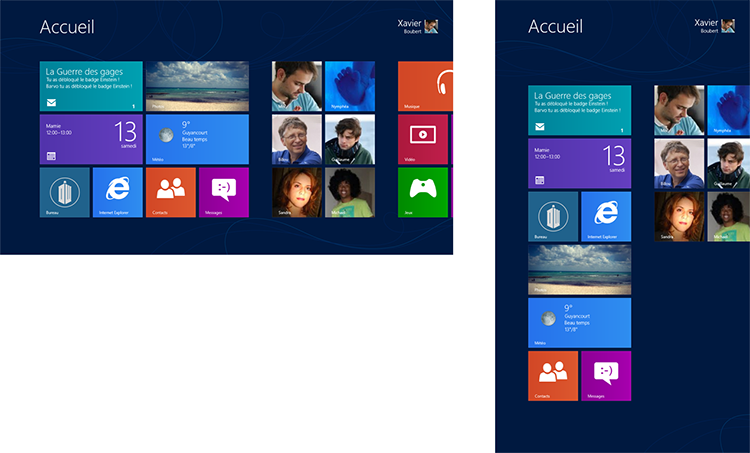 Accueil
Xavier
Boubert
La Guerre des gages
Tu as débloqué le badge Einstein !
Barvo tu as débloqué le badge Einstein !
1
Photos
Moi
Nymphéa
Musique
Mamie
12:00-13:00
13
samedi
9°
Guyancourt
Beau temps
13°/8°
Météo
Billou
Guillaume
Vidéo
Bureau
Internet Explorer
Contacts
Messages
Sandra
Michaël
Jeux
Accueil
Xavier
Boubert
La Guerre des gages
Tu as débloqué le badge Einstein !
Barvo tu as débloqué le badge Einstein !
1
Moi
Nymphéa
Mamie
12:00-13:00
13
samedi
Billou
Guillaume
Bureau
Internet Explorer
Sandra
Michaël
Photos
9°
Guyancourt
Beau temps
13°/8°
Météo
Contacts
Messages